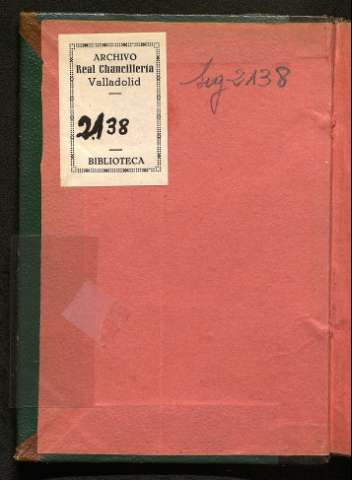 ARCHIVO
Real Chancillería
Valladolid
2138
BIBLIOTECA
Sig-2138